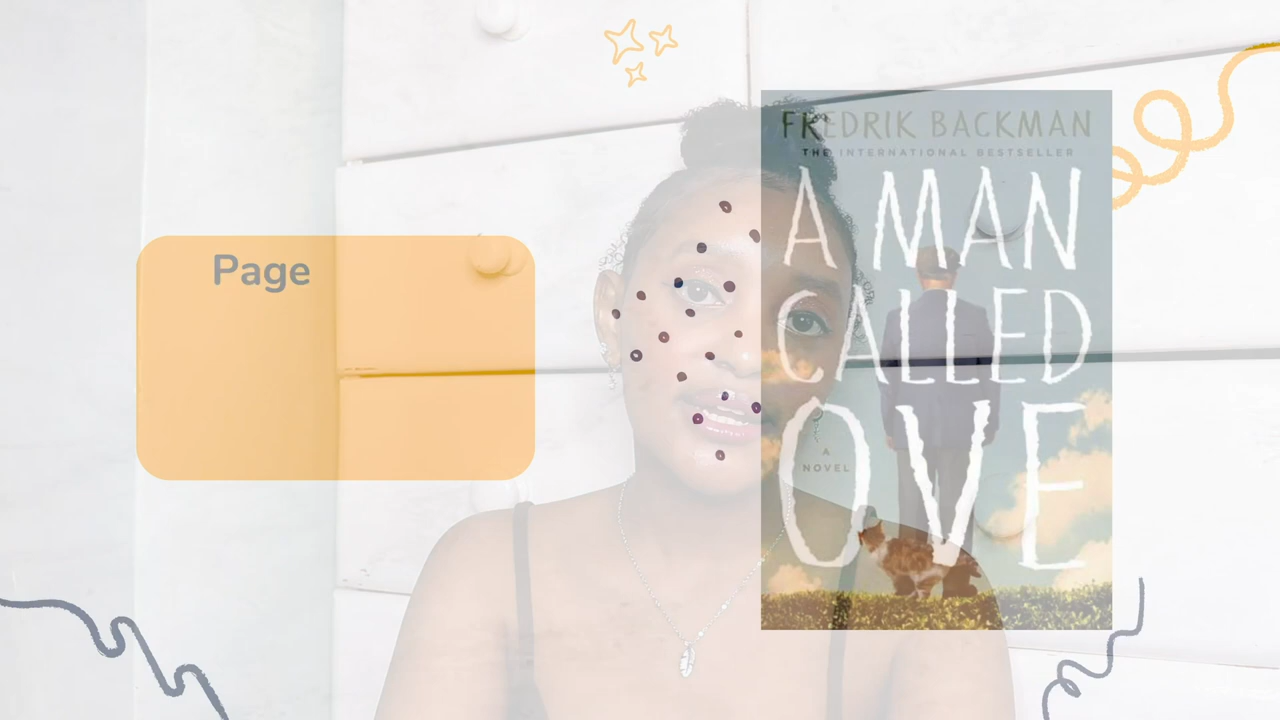 Page
FREDRIK BACKMAN
THE INTERNATIONAL BESTSELLER
A MAN
CALLED
OVE
A
NOVEL